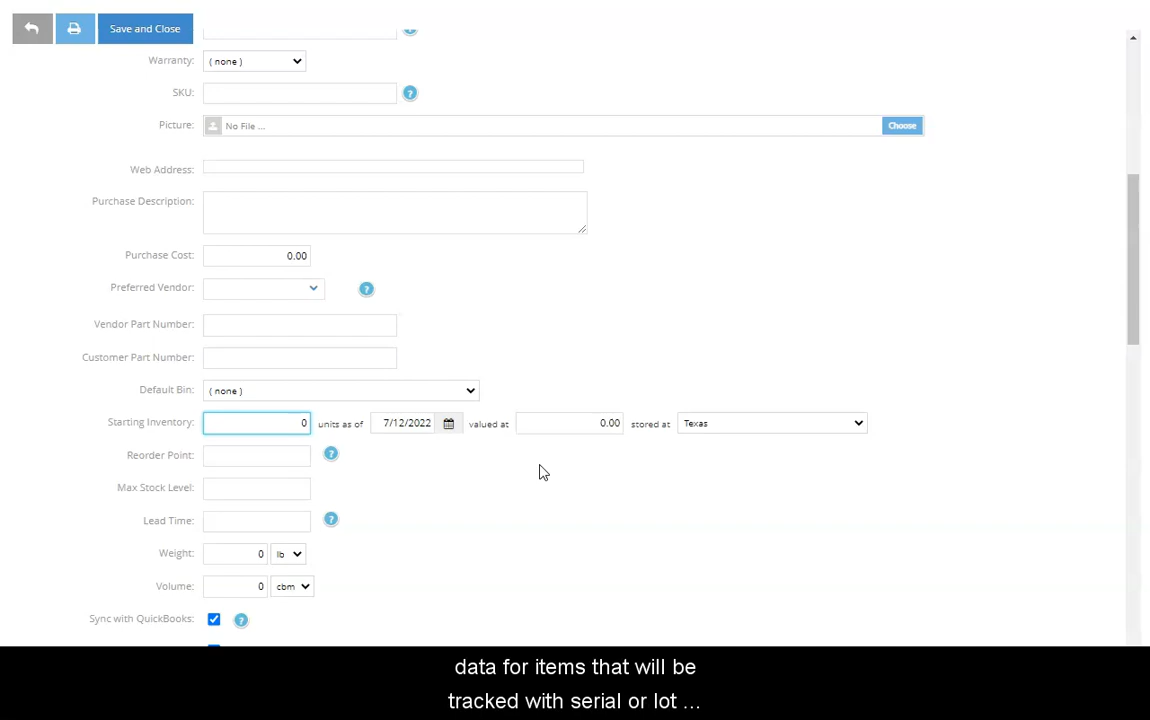 Save and Close
Warranty: ( none )
SKU: ?
Picture: No File ... Choose
Web Address:
Purchase Description:
Purchase Cost: 0.00
Preferred Vendor: ?
Vendor Part Number:
Customer Part Number:
Default Bin: ( none )
Starting Inventory: 0 units as of 7/12/2022 valued at 0.00 stored at Texas
Reorder Point: ?
Max Stock Level:
Lead Time: ?
Weight: 0 lb
Volume: 0 cbm
Sync with QuickBooks: ?
data for items that will be
tracked with serial or lot ...